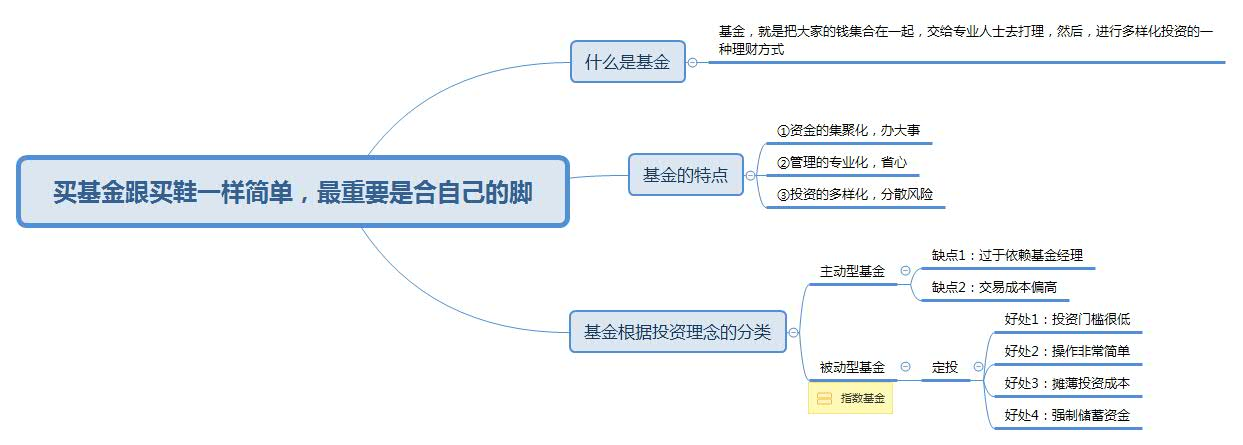 买基金跟买鞋一样简单，最重要是合自己的脚
什么是基金
基金，就是把大家的钱集合在一起，交给专业人士去打理，然后，进行多样化投资的一
种理财方式
基金的特点
①资金的集聚化，办大事
②管理的专业化，省心
③投资的多样化，分散风险
基金根据投资理念的分类
主动型基金
缺点1：过于依赖基金经理
缺点2：交易成本偏高
被动型基金
指数基金
定投
好处1：投资门槛很低
好处2：操作非常简单
好处3：摊薄投资成本
好处4：强制储蓄资金